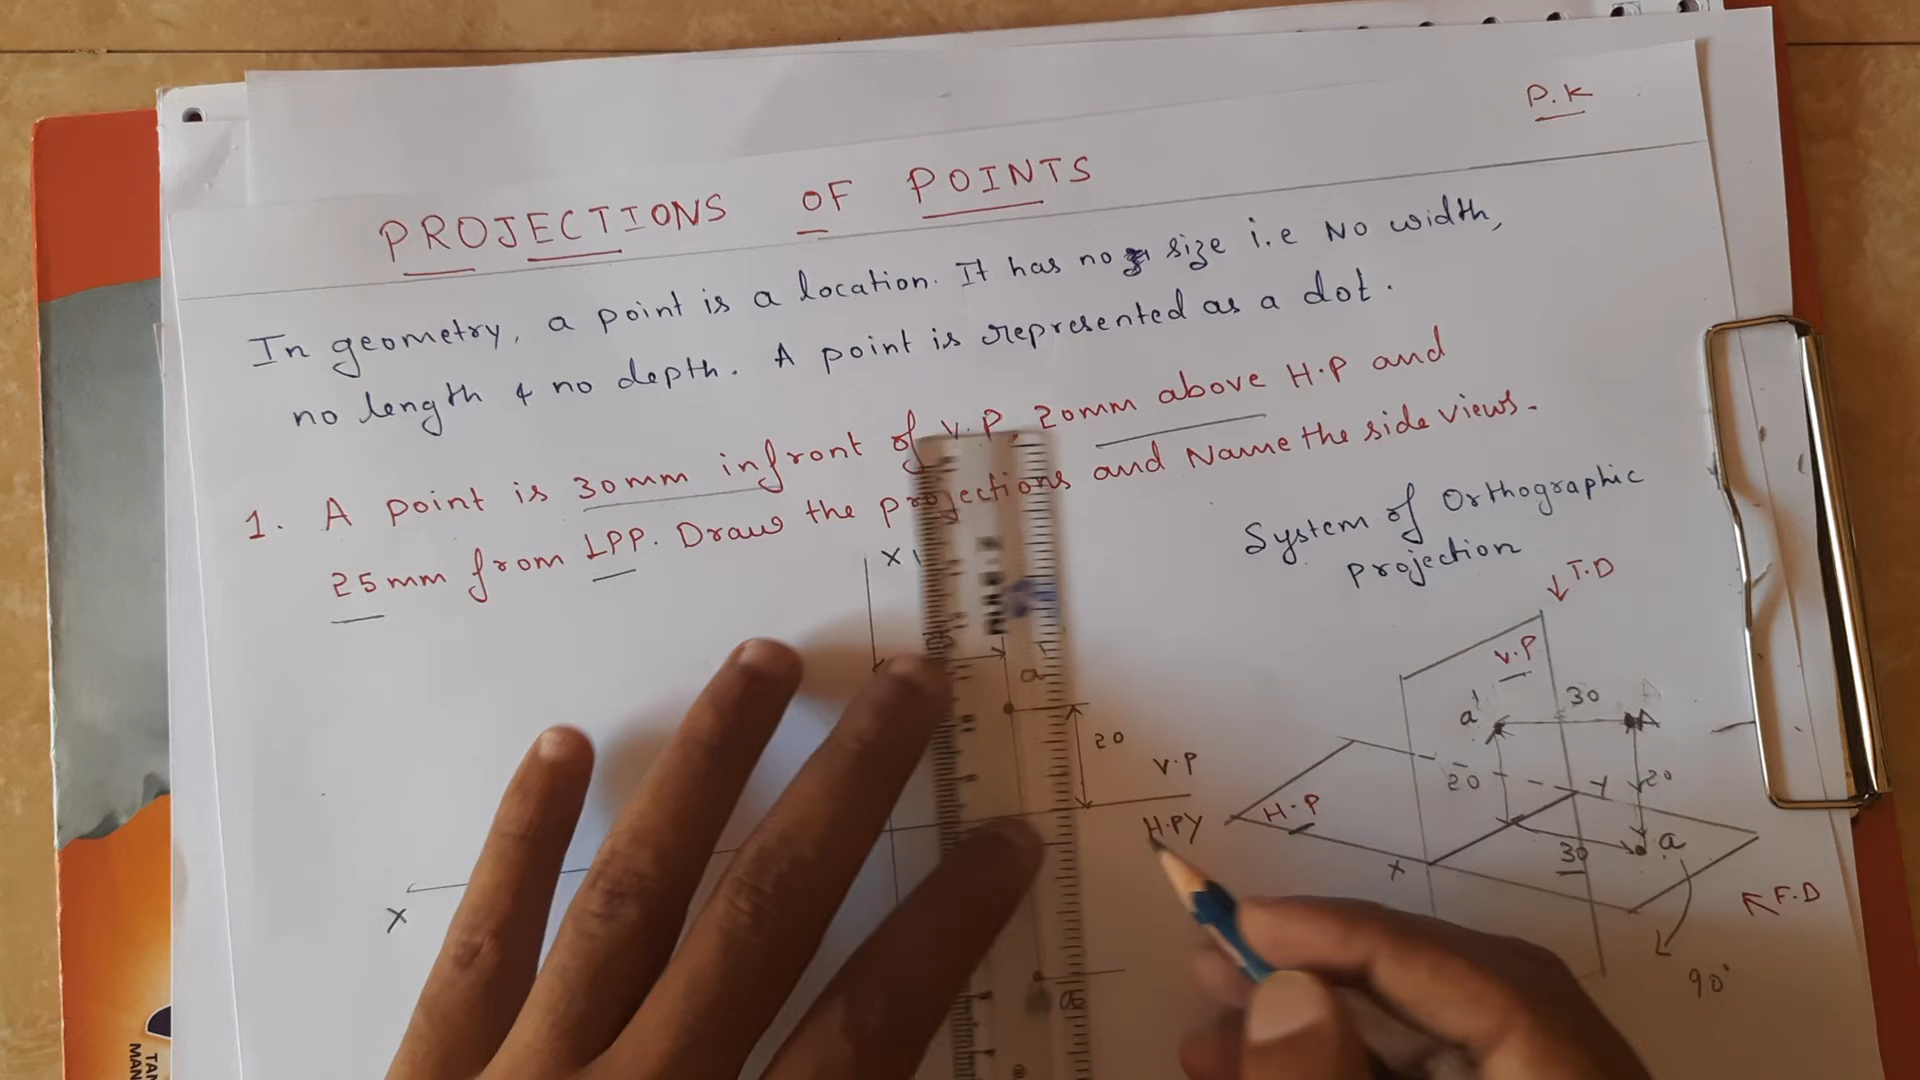 P.K
PROJECTIONS OF POINTS
In geometry, a point is a location. It has no size i.e No width,
no length & no depth. A point is represented as a dot.
1. A point is 30mm infront of V.P, 20mm above H.P and
25mm from LPP. Draw the projections and Name the side views.
System of Orthographic
projection
X1
T.D
V.P
a'
30
A
20
20
Y
H.P
30
a
X
F.D
90°
a
20
V.P
H.PY
X